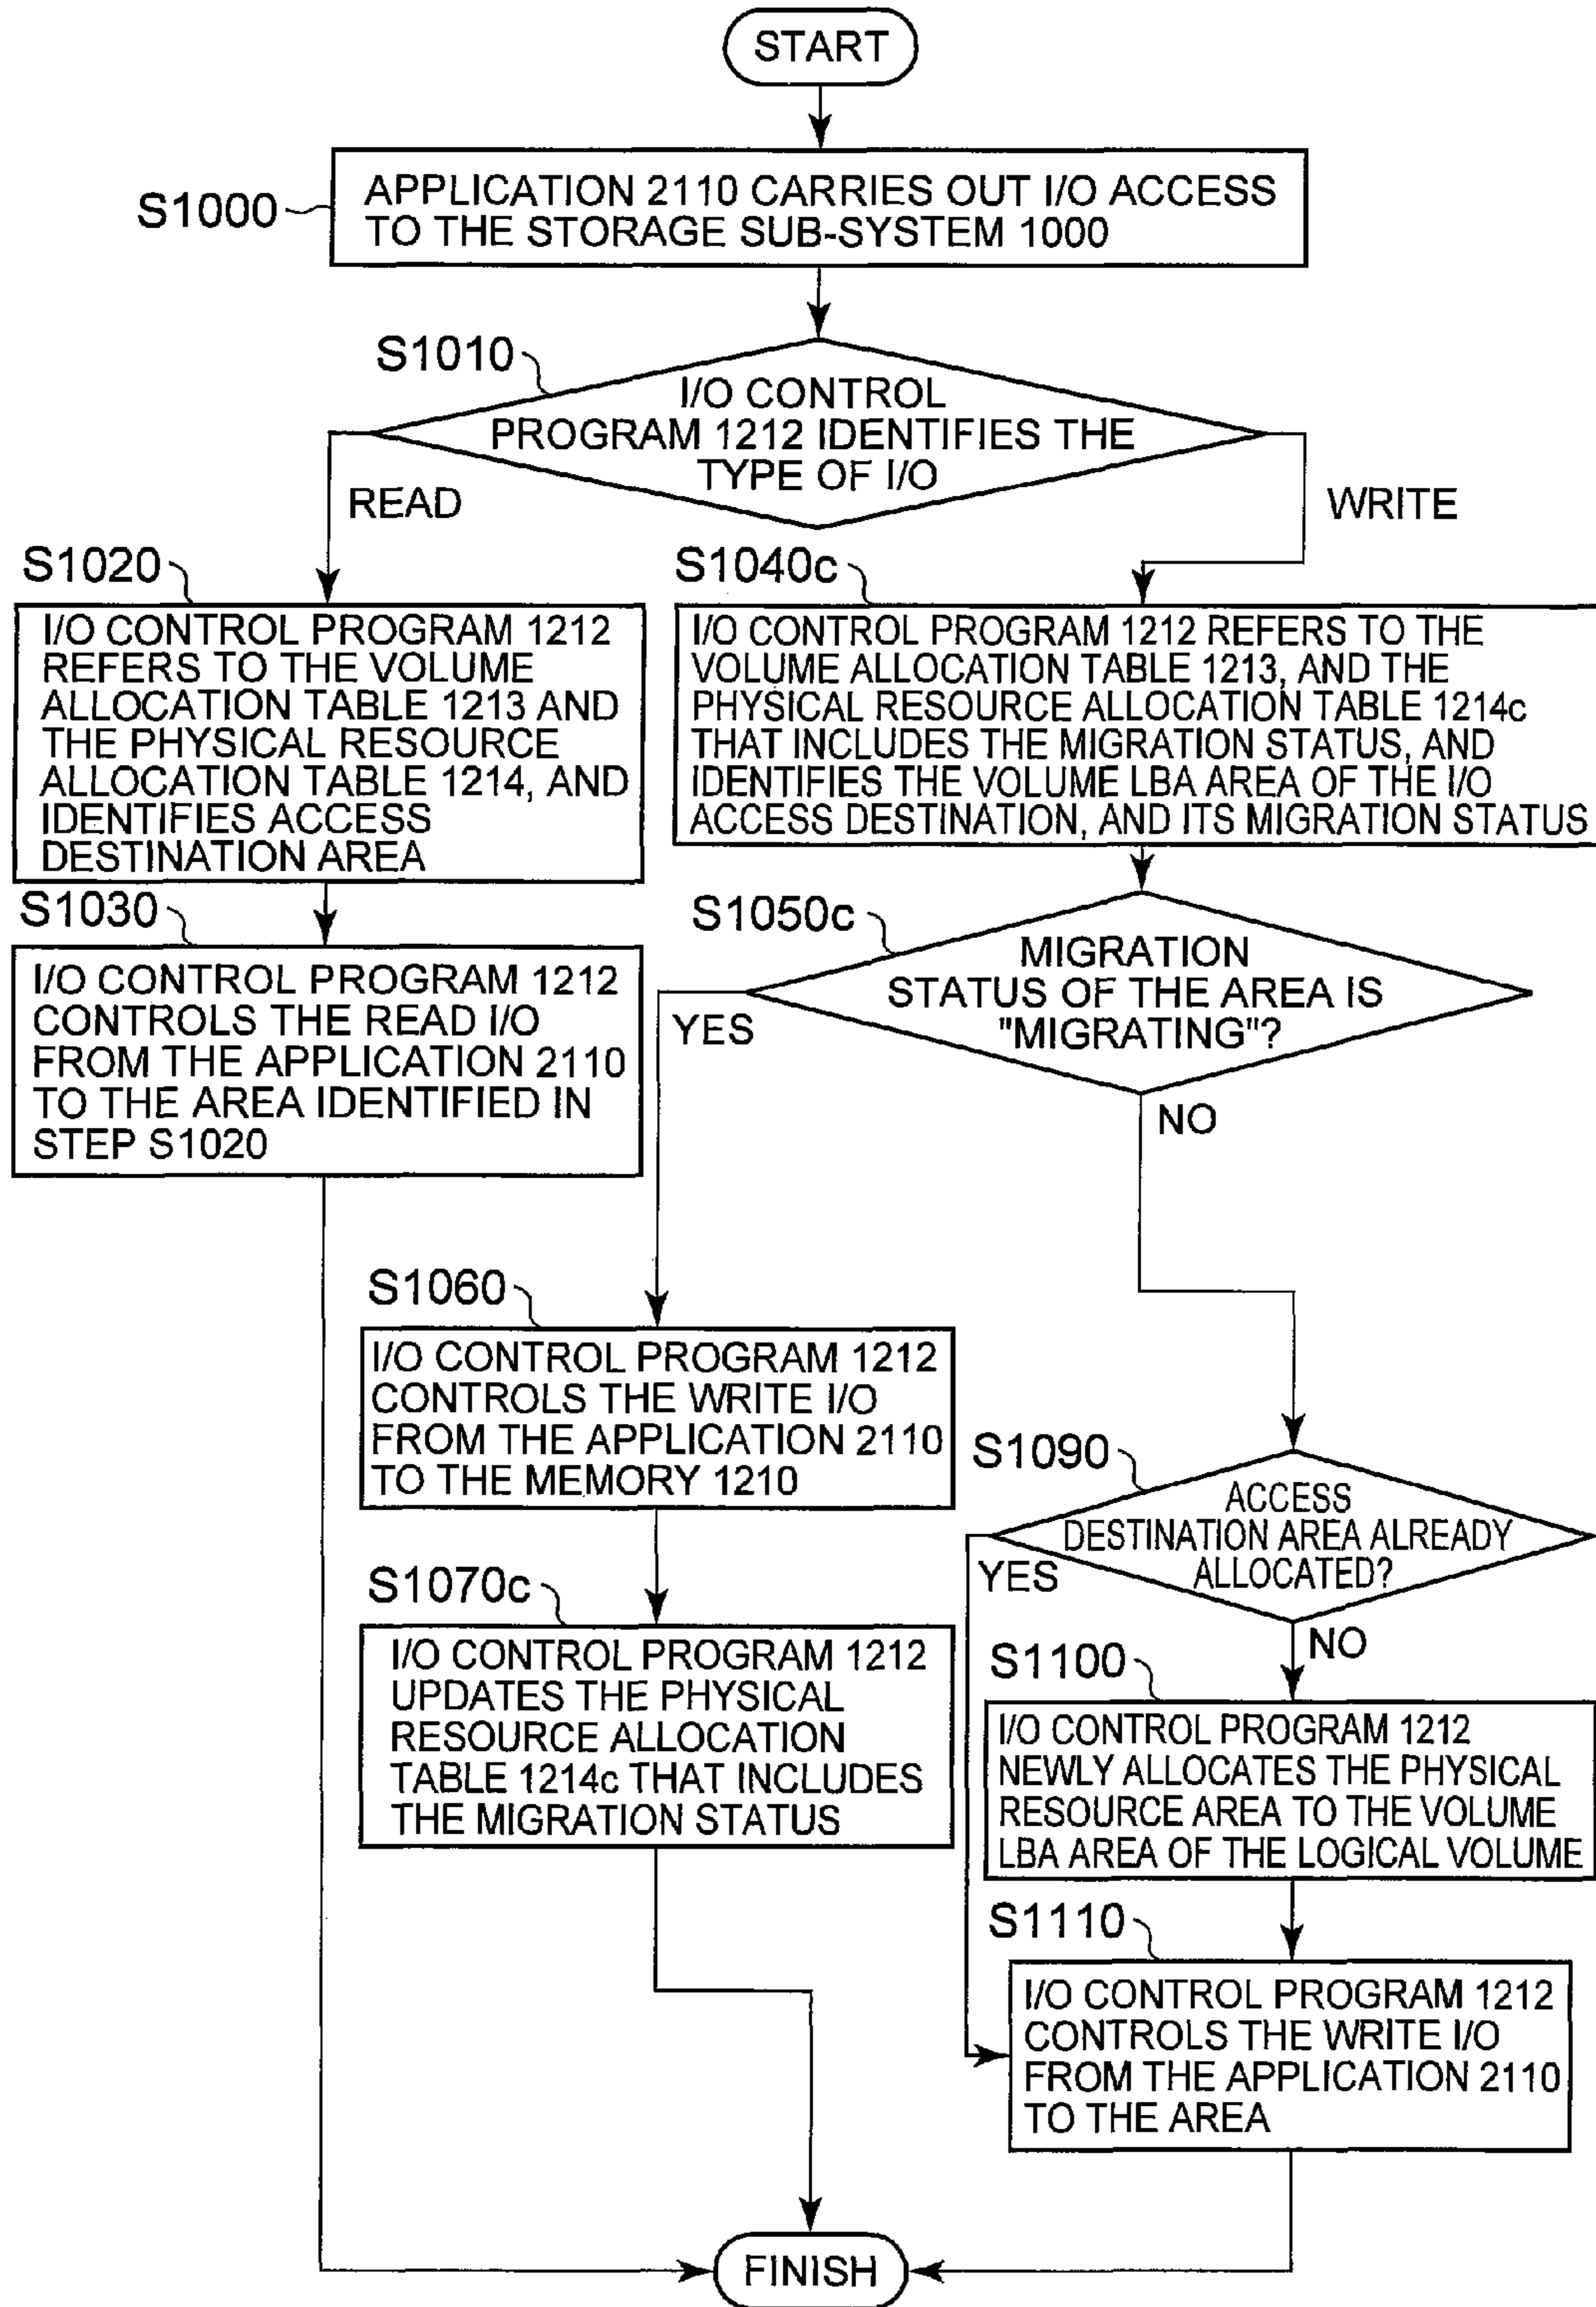 START
S1000
APPLICATION 2110 CARRIES OUT I/O ACCESS
TO THE STORAGE SUB-SYSTEM 1000
S1010
I/O CONTROL
PROGRAM 1212 IDENTIFIES THE
TYPE OF I/O
READ
WRITE
S1020
I/O CONTROL PROGRAM 1212
REFERS TO THE VOLUME
ALLOCATION TABLE 1213 AND
THE PHYSICAL RESOURCE
ALLOCATION TABLE 1214, AND
IDENTIFIES ACCESS
DESTINATION AREA
S1030
I/O CONTROL PROGRAM 1212
CONTROLS THE READ I/O
FROM THE APPLICATION 2110
TO THE AREA IDENTIFIED IN
STEP S1020
S1040c
I/O CONTROL PROGRAM 1212 REFERS TO THE
VOLUME ALLOCATION TABLE 1213, AND THE
PHYSICAL RESOURCE ALLOCATION TABLE 1214c
THAT INCLUDES THE MIGRATION STATUS, AND
IDENTIFIES THE VOLUME LBA AREA OF THE I/O
ACCESS DESTINATION, AND ITS MIGRATION STATUS
S1050c
MIGRATION
STATUS OF THE AREA IS
"MIGRATING"?
YES
NO
S1060
I/O CONTROL PROGRAM 1212
CONTROLS THE WRITE I/O
FROM THE APPLICATION 2110
TO THE MEMORY 1210
S1070c
I/O CONTROL PROGRAM 1212
UPDATES THE PHYSICAL
RESOURCE ALLOCATION
TABLE 1214c THAT INCLUDES
THE MIGRATION STATUS
S1090
ACCESS
DESTINATION AREA ALREADY
ALLOCATED?
YES
NO
S1100
I/O CONTROL PROGRAM 1212
NEWLY ALLOCATES THE PHYSICAL
RESOURCE AREA TO THE VOLUME
LBA AREA OF THE LOGICAL VOLUME
S1110
I/O CONTROL PROGRAM 1212
CONTROLS THE WRITE I/O
FROM THE APPLICATION 2110
TO THE AREA
FINISH